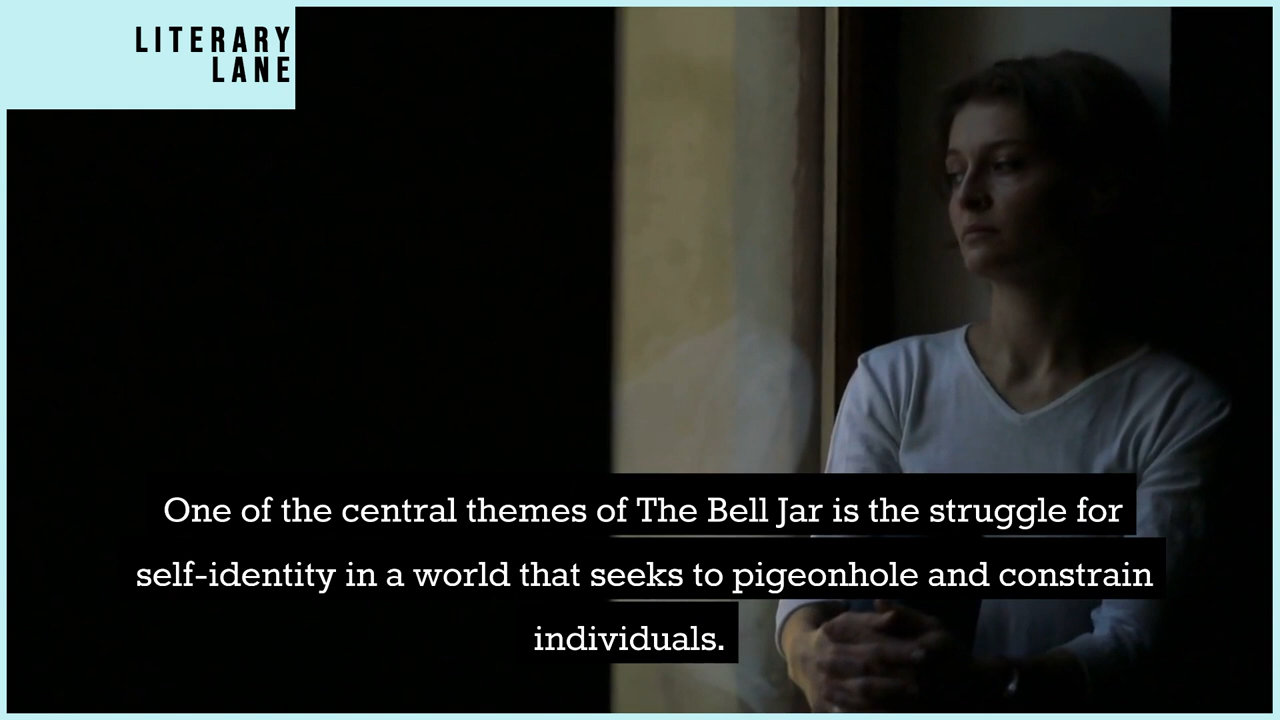 LITERARY
LANE
One of the central themes of The Bell Jar is the struggle for
self-identity in a world that seeks to pigeonhole and constrain
individuals.